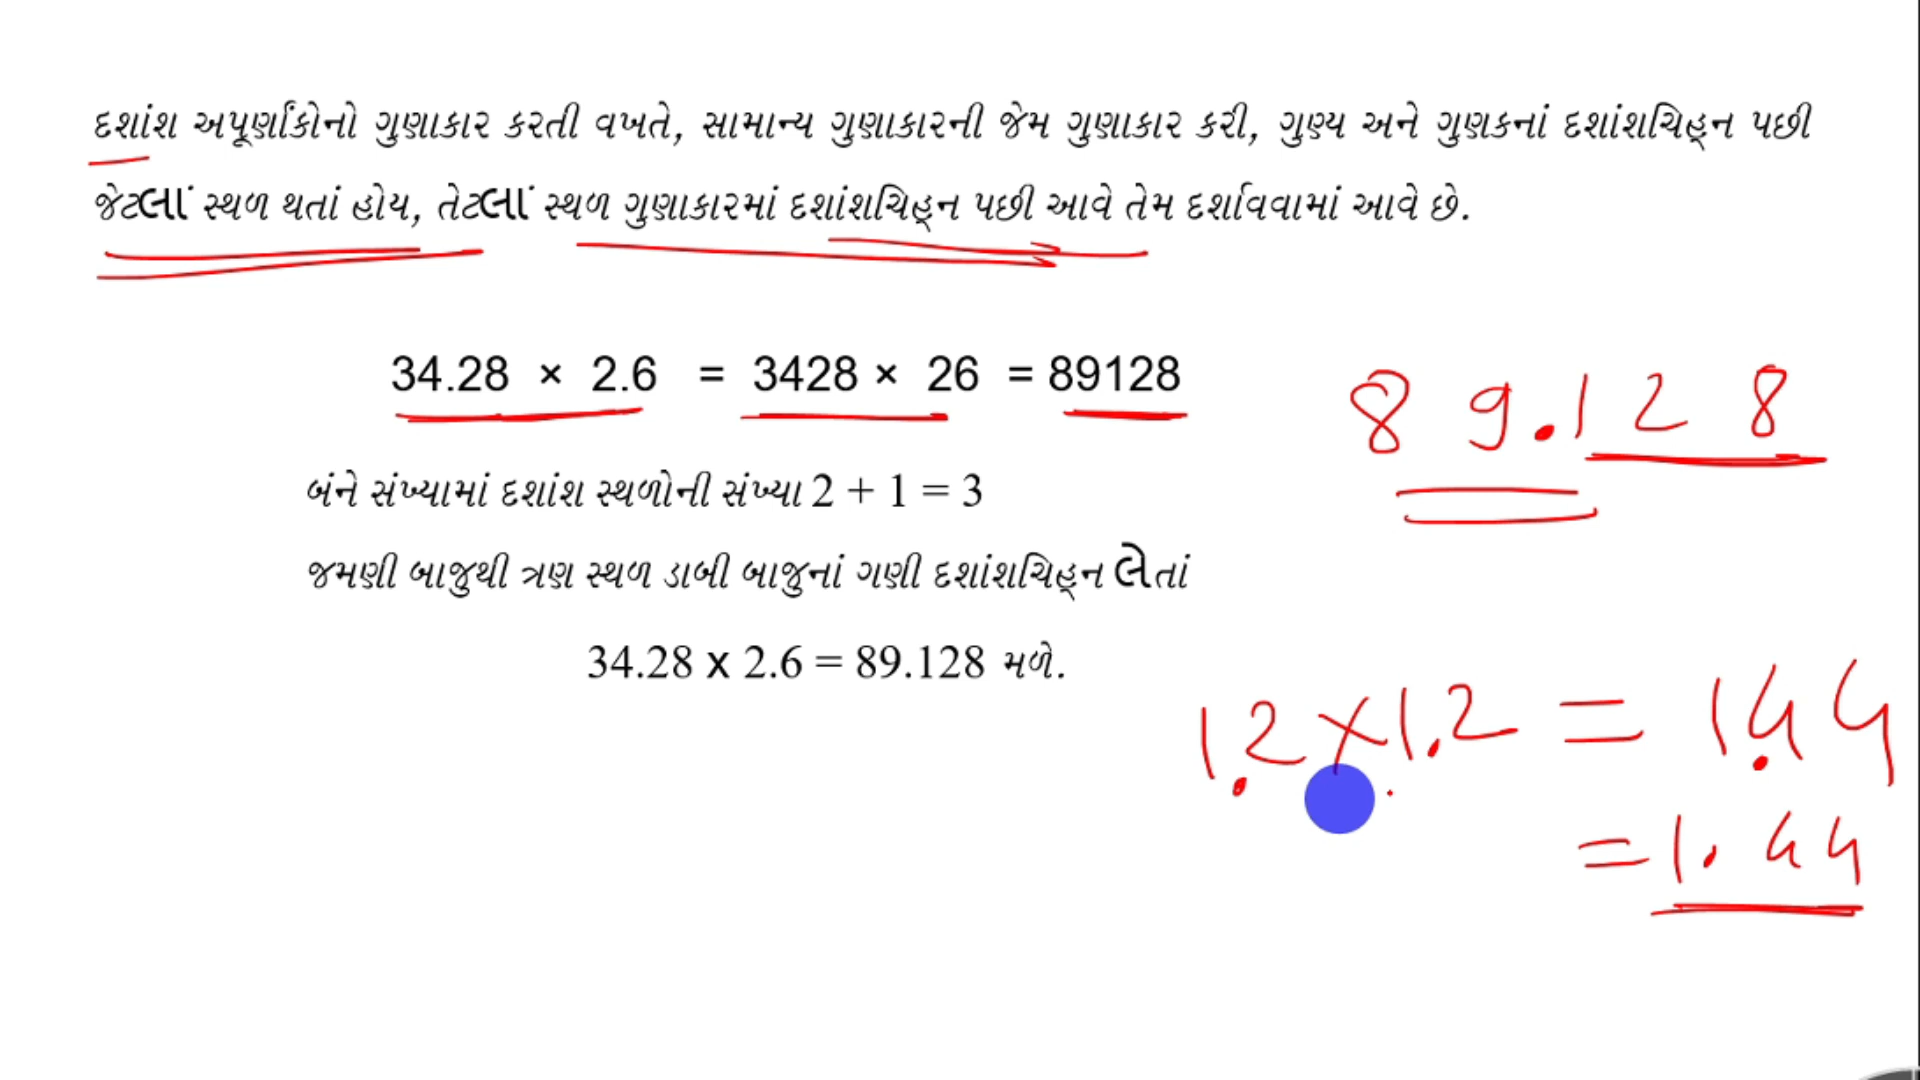 દશાંશ અપૂર્ણાંકોનો ગુણાકાર કરતી વખતે, સામાન્ય ગુણાકારની જેમ ગુણાકાર કરી, ગુણ્ય અને ગુણકનાં દશાંશચિહ્ન પછી
જેટલાં સ્થળ થતાં હોય, તેટલાં સ્થળ ગુણાકારમાં દશાંશચિહ્ન પછી આવે તેમ દર્શાવવામાં આવે છે.
34.28 × 2.6 = 3428 × 26 = 89128
89.128
બંને સંખ્યામાં દશાંશ સ્થળોની સંખ્યા 2 + 1 = 3
જમણી બાજુથી ત્રણ સ્થળ ડાબી બાજુનાં ગણી દશાંશચિહ્ન લેતાં
34.28 x 2.6 = 89.128 મળે.
1.2 × 1.2 = 1.44
= 1.44